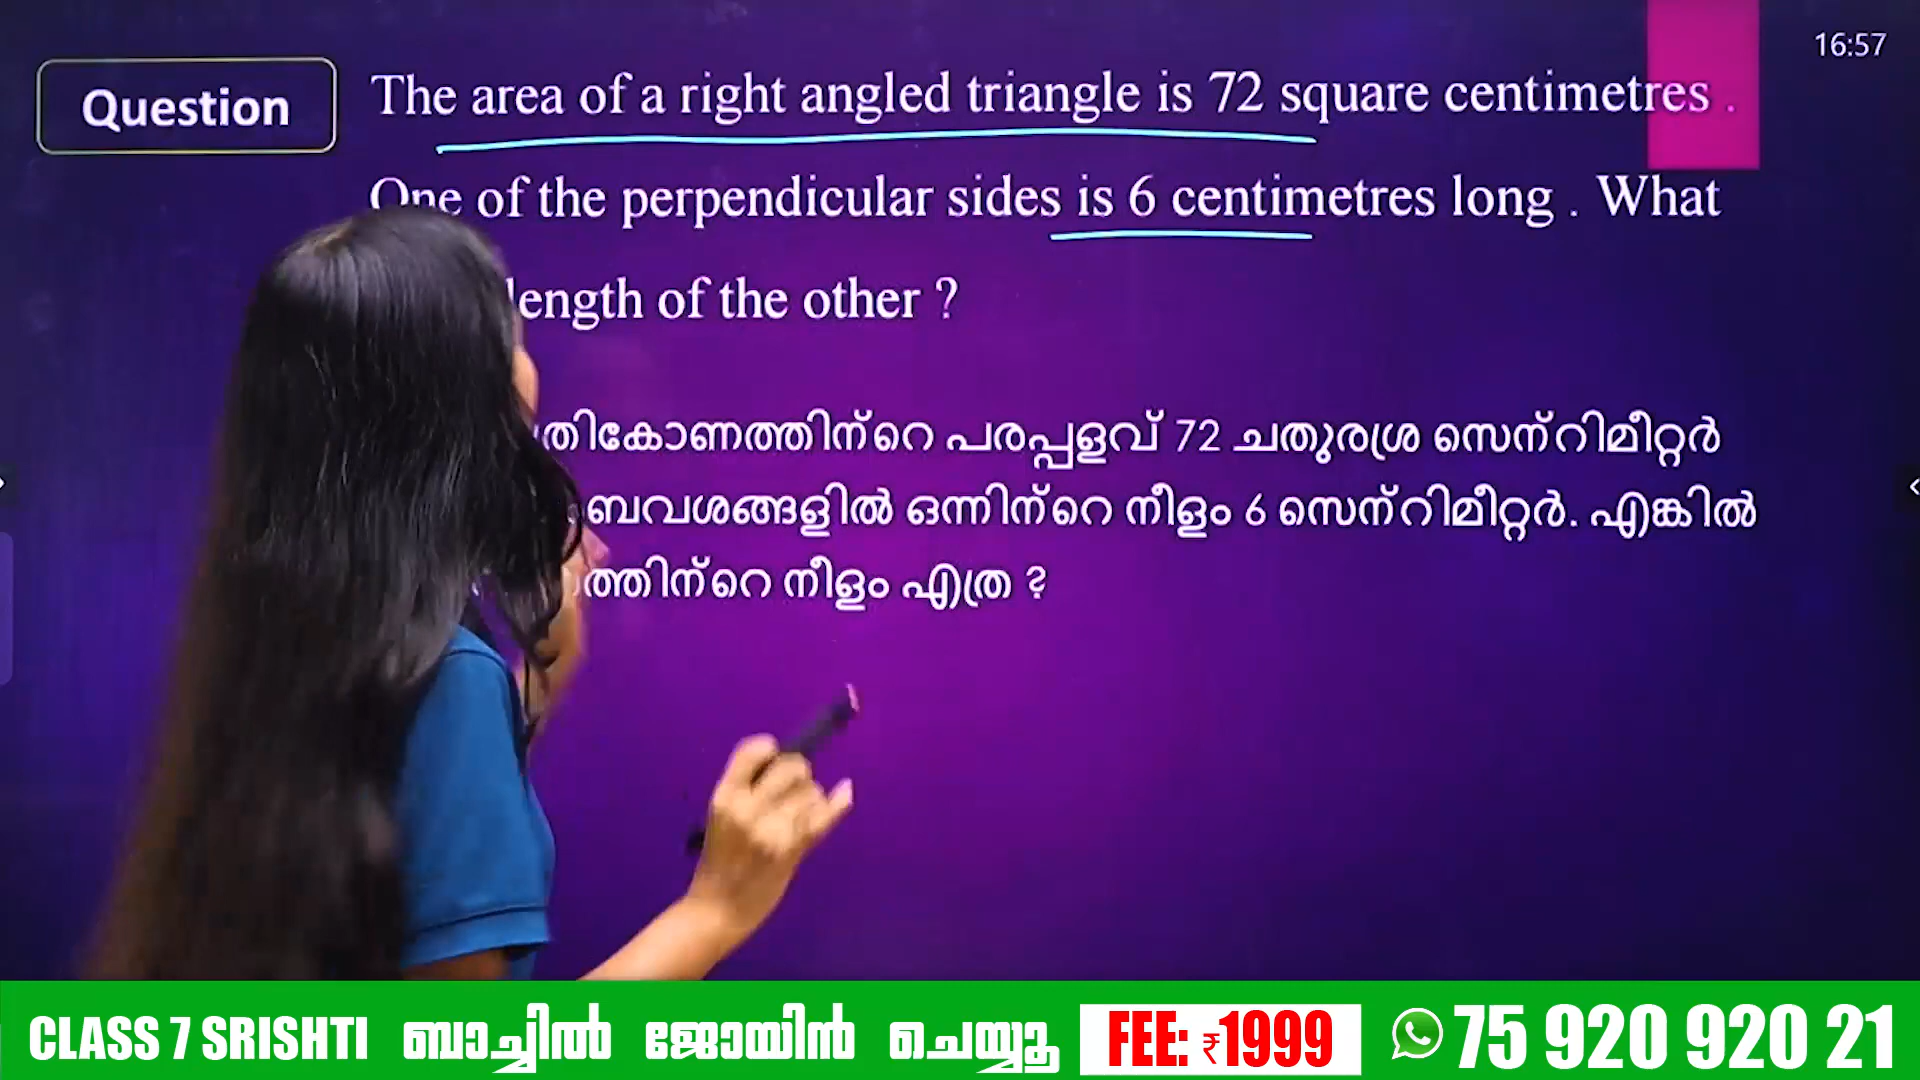 16:57
Question
The area of a right angled triangle is 72 square centimetres .
One of the perpendicular sides is 6 centimetres long . What
length of the other ?
തികോണത്തിന്റെ പരപ്പളവ് 72 ചതുരശ്ര സെന്റിമീറ്റർ
ബവശങ്ങളിൽ ഒന്നിന്റെ നീളം 6 സെന്റിമീറ്റർ. എങ്കിൽ
ത്തിന്റെ നീളം എത്ര ?
CLASS 7 SRISHTI ബാച്ചിൽ ജോയിൻ ചെയ്യൂ FEE: ₹1999 75 920 920 21